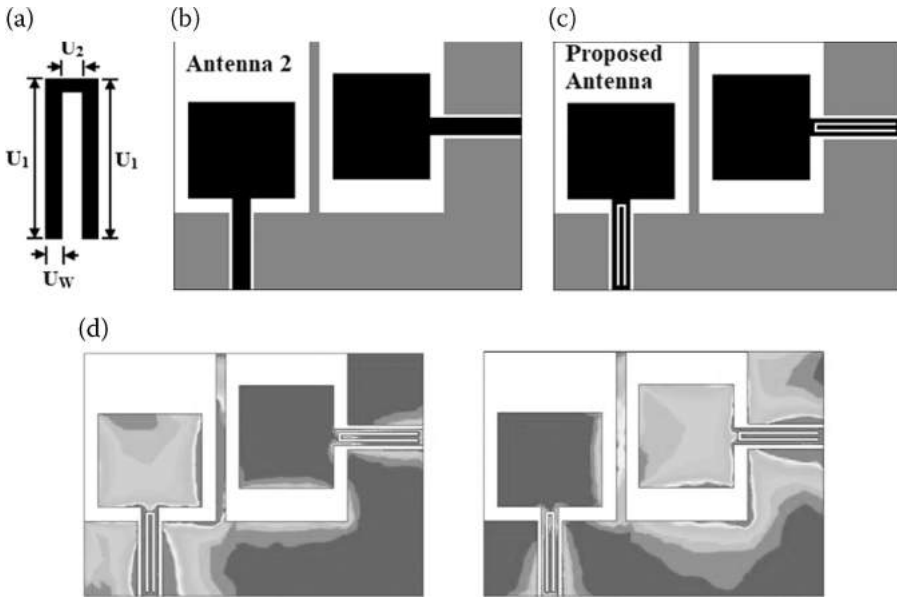 (a)
U2
U1
U1
UW
(b)
Antenna 2
(c)
Proposed
Antenna
(d)